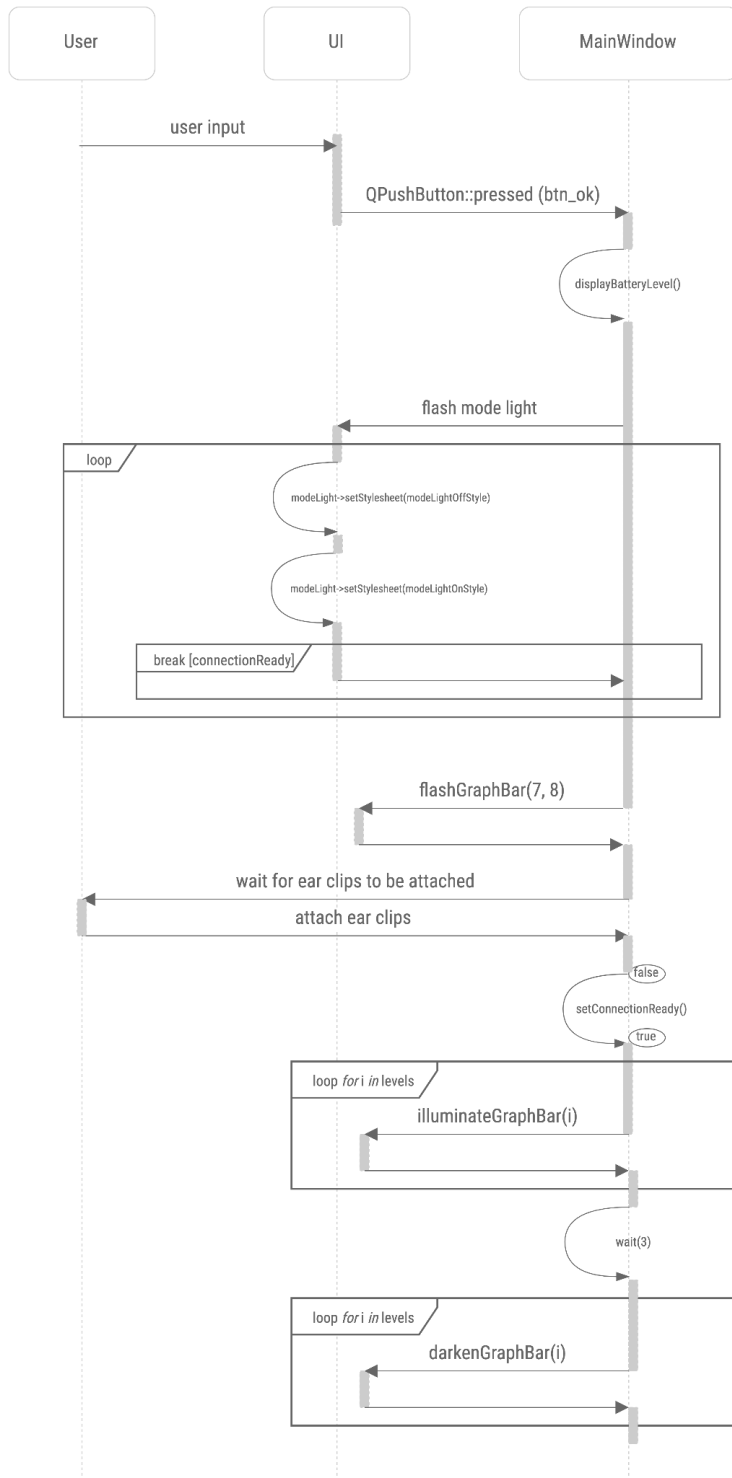 User
UI
MainWindow
user input
QPushButton::pressed (btn_ok)
displayBatteryLevel()
flash mode light
loop
modeLight->setStylesheet(modeLightOffStyle)
modeLight->setStylesheet(modeLightOnStyle)
break [connectionReady]
flashGraphBar(7, 8)
wait for ear clips to be attached
attach ear clips
false
setConnectionReady()
true
loop for i in levels
illuminateGraphBar(i)
wait(3)
loop for i in levels
darkenGraphBar(i)